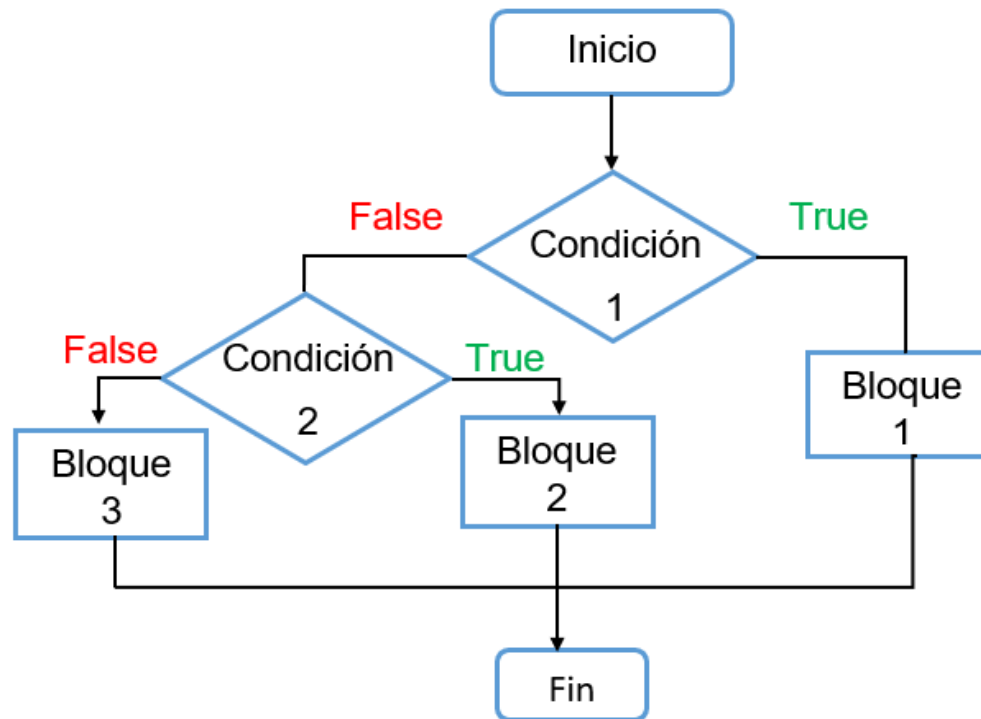 Inicio
False
True
Condición
1
False
Condición
2
True
Bloque
1
Bloque
3
Bloque
2
Fin